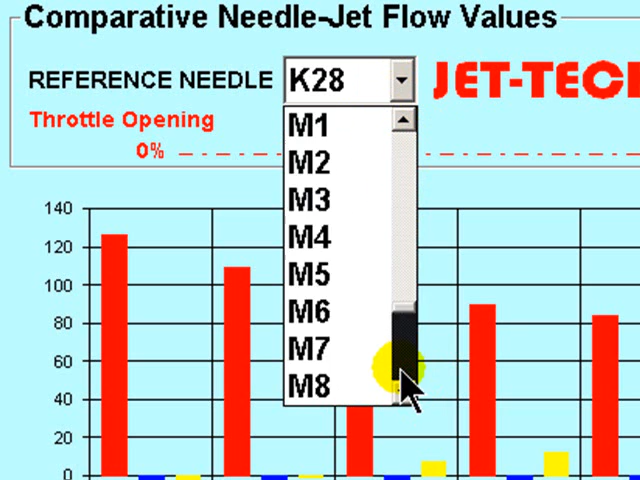 Comparative Needle-Jet Flow Values
REFERENCE NEEDLE K28 JET-TECH
Throttle Opening
0%
M1
M2
M3
M4
M5
M6
M7
M8
140
120
100
80
60
40
20
0